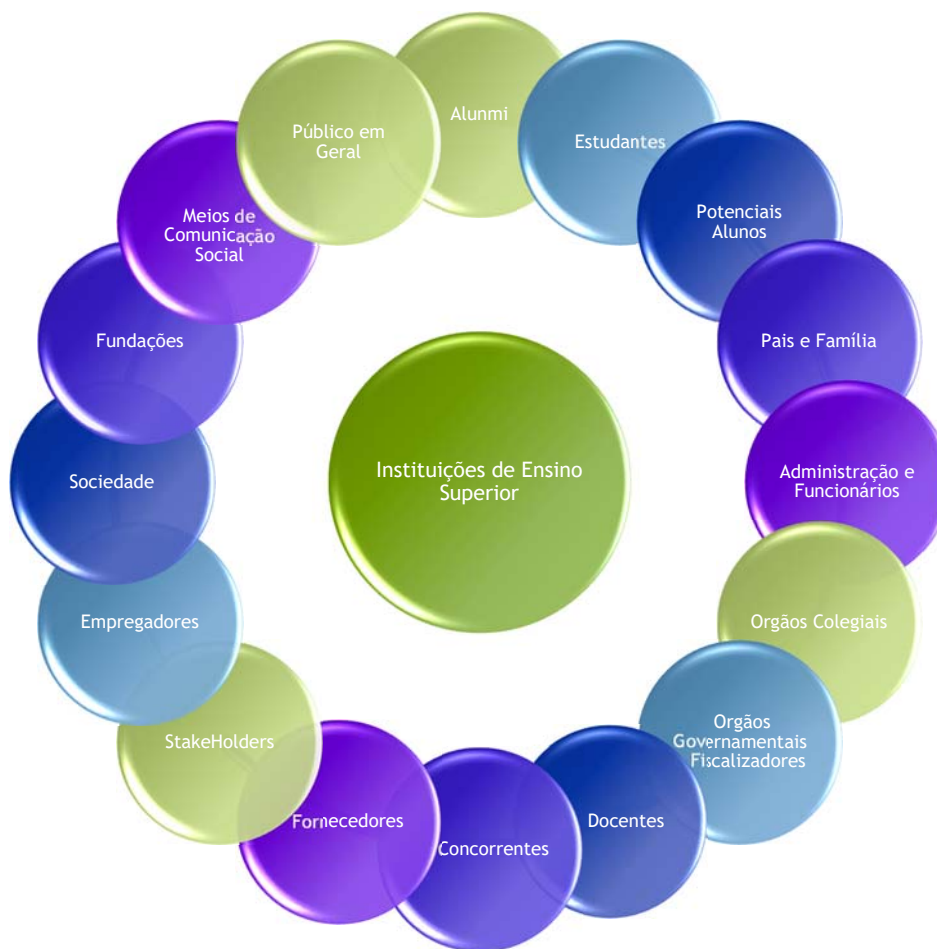 Alunmi
Estudantes
Potenciais
Alunos
Pais e Família
Administração e
Funcionários
Orgãos Colegiais
Orgãos
Governamentais
Fiscalizadores
Docentes
Concorrentes
Fornecedores
StakeHolders
Empregadores
Sociedade
Fundações
Meios de
Comunicação
Social
Público em
Geral
Instituições de Ensino
Superior